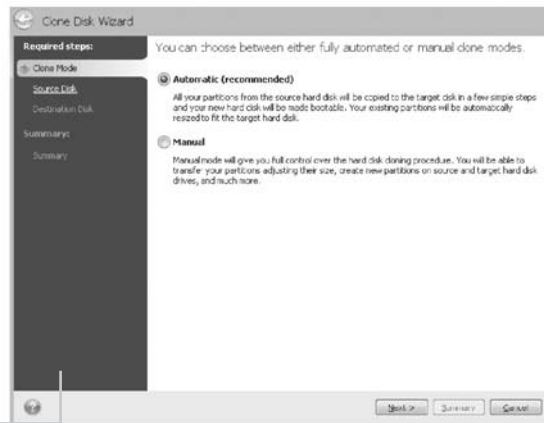 Clone Disk Wizard
Required steps:
Clone Mode
Source Disk
Destination Disk
Summary:
Summary
You can choose between either fully automated or manual clone modes.
Automatic (recommended)
All your partitions from the source hard disk will be copied to the target disk in a few simple steps
and your new hard disk will be made bootable. Your existing partitions will be automatically
resized to fit the target hard disk.
Manual
Manual mode will give you full control over the hard disk cloning procedure. You will be able to
transfer your partitions adjusting their size, create new partitions on source and target hard disk
drives, and much more.
Next >
Summary
Cancel